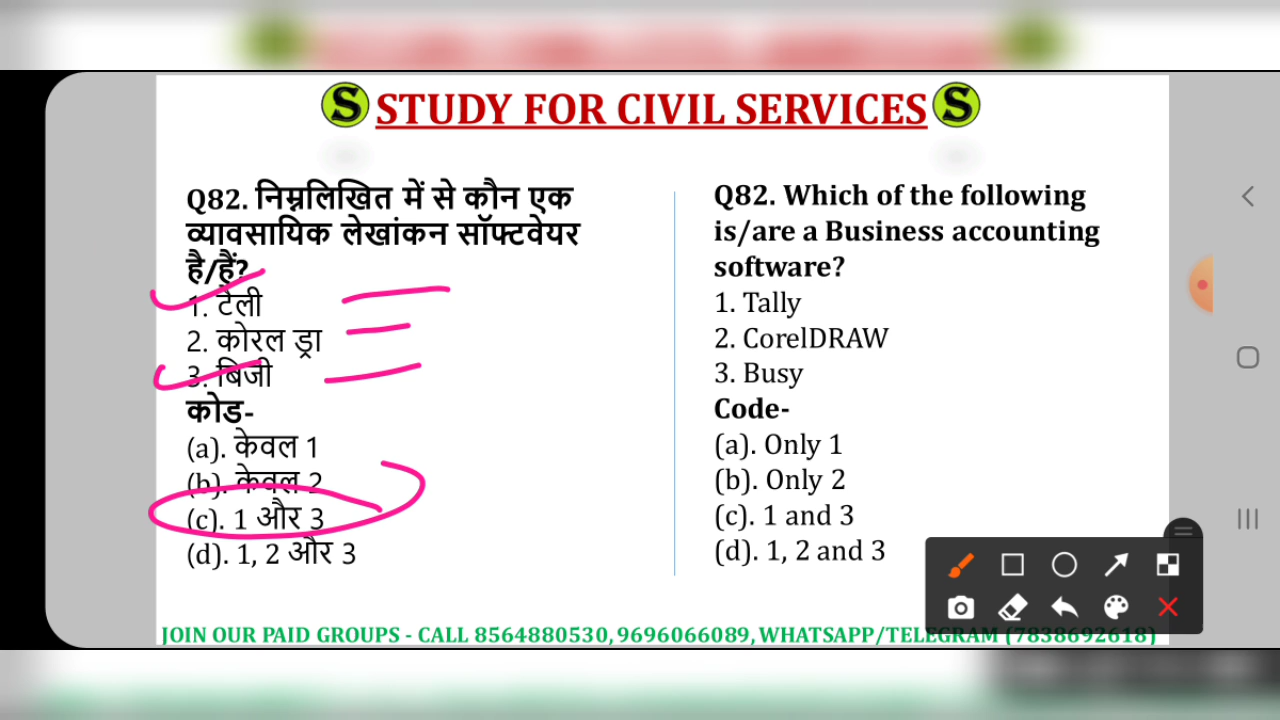 S STUDY FOR CIVIL SERVICES S
Q82. निम्नलिखित में से कौन एक
व्यावसायिक लेखांकन सॉफ्टवेयर
है/हैं?
1. टैली
2. कोरल ड्रा
3. बिजी
कोड-
(a). केवल 1
(b). केवल 2
(c). 1 और 3
(d). 1, 2 और 3
Q82. Which of the following
is/are a Business accounting
software?
1. Tally
2. CorelDRAW
3. Busy
Code-
(a). Only 1
(b). Only 2
(c). 1 and 3
(d). 1, 2 and 3
JOIN OUR PAID GROUPS - CALL 8564880530, 9696066089, WHATSAPP/TELEGRAM (7838692618)